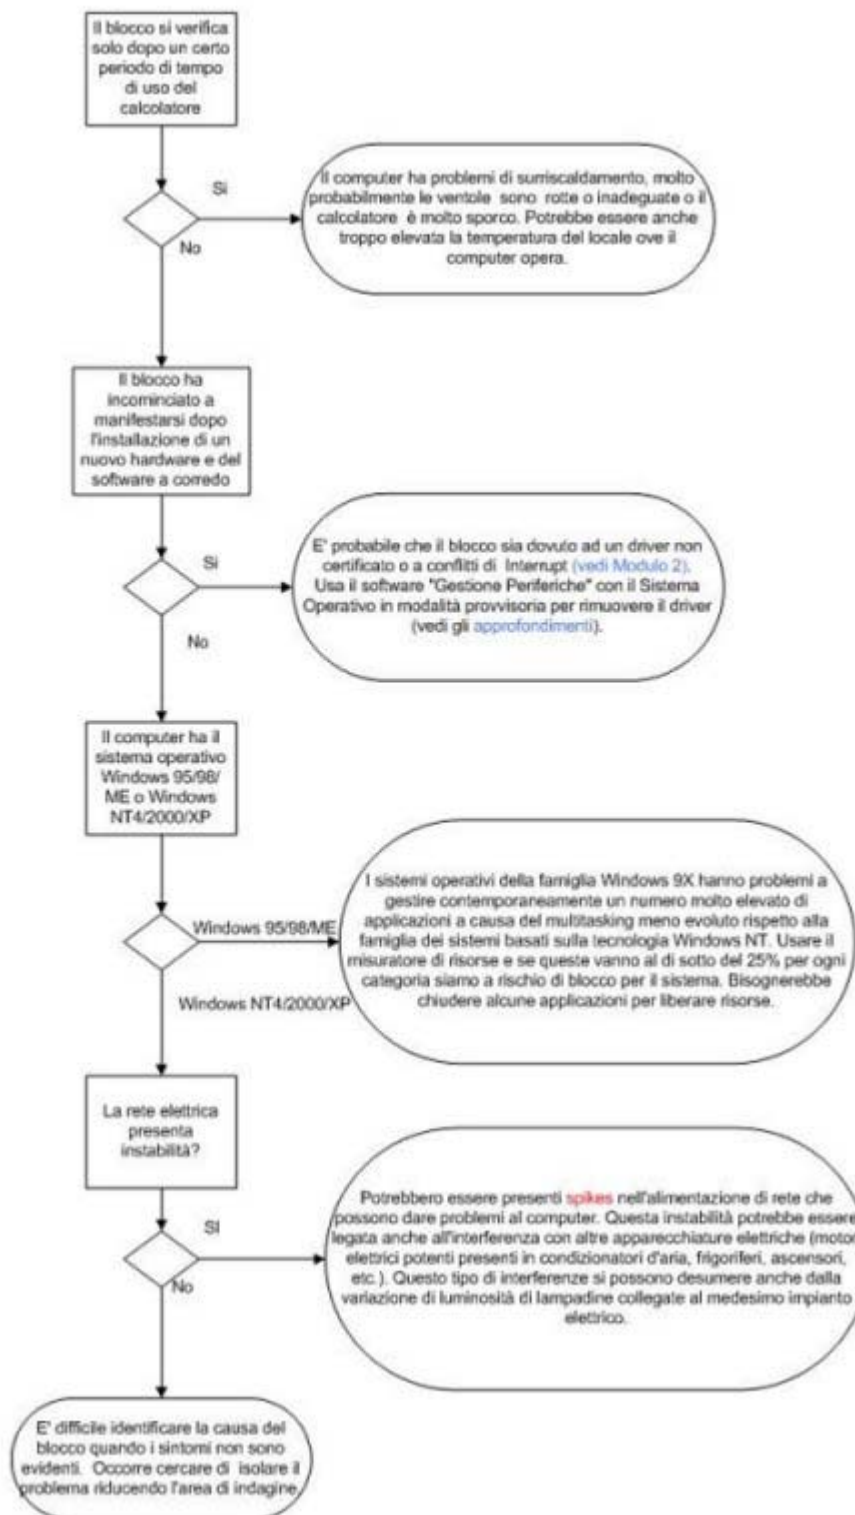 Il blocco si verifica
solo dopo un certo
periodo di tempo
di uso del
calcolatore
Si
Il computer ha problemi di surriscaldamento, molto
probabilmente le ventole sono rotte o inadeguate o il
calcolatore è molto sporco. Potrebbe essere anche
troppo elevata la temperatura del locale ove il
computer opera.
No
Il blocco ha
incominciato a
manifestarsi dopo
l'installazione di un
nuovo hardware e del
software a corredo
Si
E' probabile che il blocco sia dovuto ad un driver non
certificato o a conflitti di Interrupt (vedi Modulo 2).
Usa il software "Gestione Periferiche" con il Sistema
Operativo in modalità provvisoria per rimuovere il driver
(vedi gli approfondimenti).
No
Il computer ha il
sistema operativo
Windows 95/98/
ME o Windows
NT4/2000/XP
Windows 95/98/ME
I sistemi operativi della famiglia Windows 9X hanno problemi a
gestire contemporaneamente un numero molto elevato di
applicazioni a causa del multitasking meno evoluto rispetto alla
famiglia dei sistemi basati sulla tecnologia Windows NT. Usare il
misuratore di risorse e se queste vanno al di sotto del 25% per ogni
categoria siamo a rischio di blocco per il sistema. Bisognerebbe
chiudere alcune applicazioni per liberare risorse.
Windows NT4/2000/XP
La rete elettrica
presenta
instabilità?
SI
Potrebbero essere presenti spikes nell'alimentazione di rete che
possono dare problemi al computer. Questa instabilità potrebbe essere
legata anche all'interferenza con altre apparecchiature elettriche (motor
elettrici potenti presenti in condizionatori d'aria, frigoriferi, ascensori,
etc.). Questo tipo di interferenze si possono desumere anche dalla
variazione di luminosità di lampadine collegate al medesimo impianto
elettrico.
No
E' difficile identificare la causa del
blocco quando i sintomi non sono
evidenti. Occorre cercare di isolare il
problema riducendo l'area di indagine.